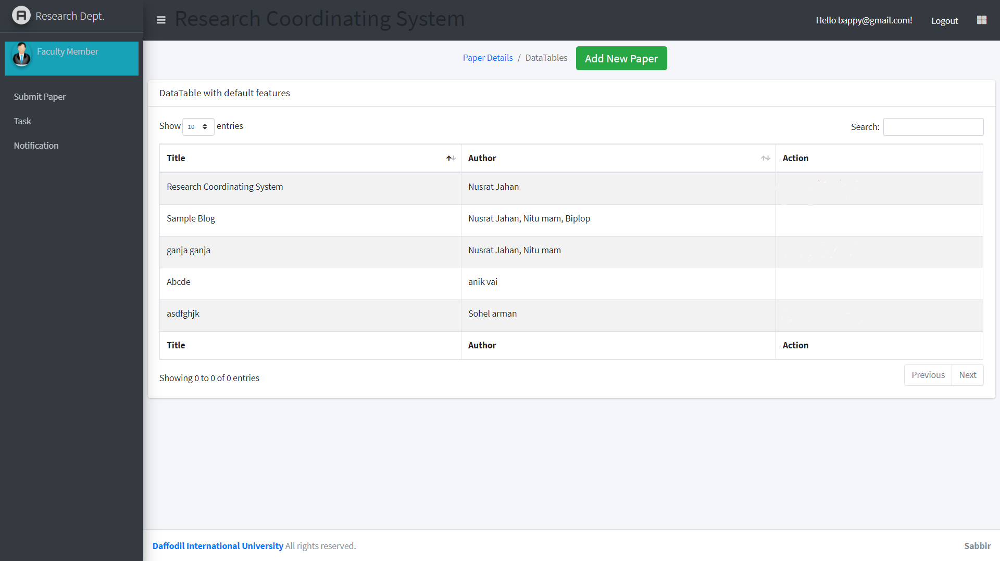 Research Dept.
Research Coordinating System
Hello bappy@gmail.com!
Logout
Faculty Member
Submit Paper
Task
Notification
Paper Details / DataTables
Add New Paper
DataTable with default features
Show 10 entries
Search:
Title Author Action
Research Coordinating System Nusrat Jahan
Sample Blog Nusrat Jahan, Nitu mam, Biplop
ganja ganja Nusrat Jahan, Nitu mam
Abcde anik vai
asdfghjk Sohel arman
Title Author Action
Showing 0 to 0 of 0 entries
Previous Next
Daffodil International University All rights reserved.
Sabbir